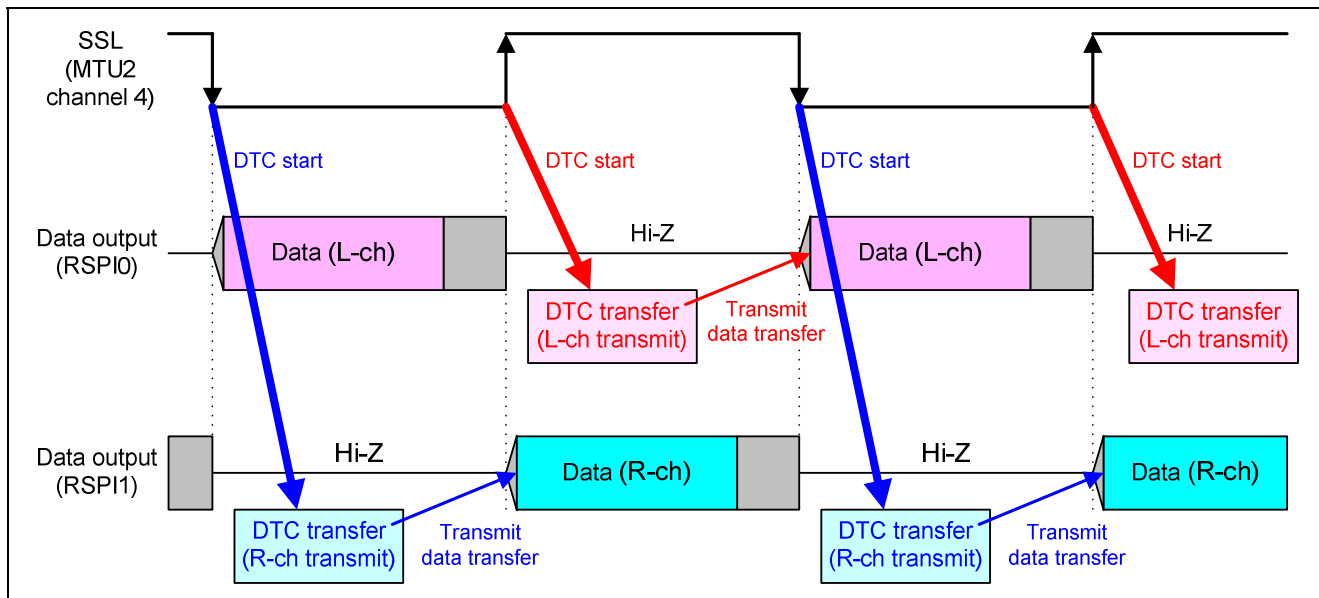 SSL
(MTU2
channel 4)
DTC start
DTC start
DTC start
DTC start
Data output
(RSPI0)
Data (L-ch)
Hi-Z
Data (L-ch)
Hi-Z
DTC transfer
(L-ch transmit)
Transmit
data transfer
DTC transfer
(L-ch transmit)
Data output
(RSPI1)
Hi-Z
Data (R-ch)
Hi-Z
Data (R-ch)
DTC transfer
(R-ch transmit)
Transmit
data transfer
DTC transfer
(R-ch transmit)
Transmit
data transfer